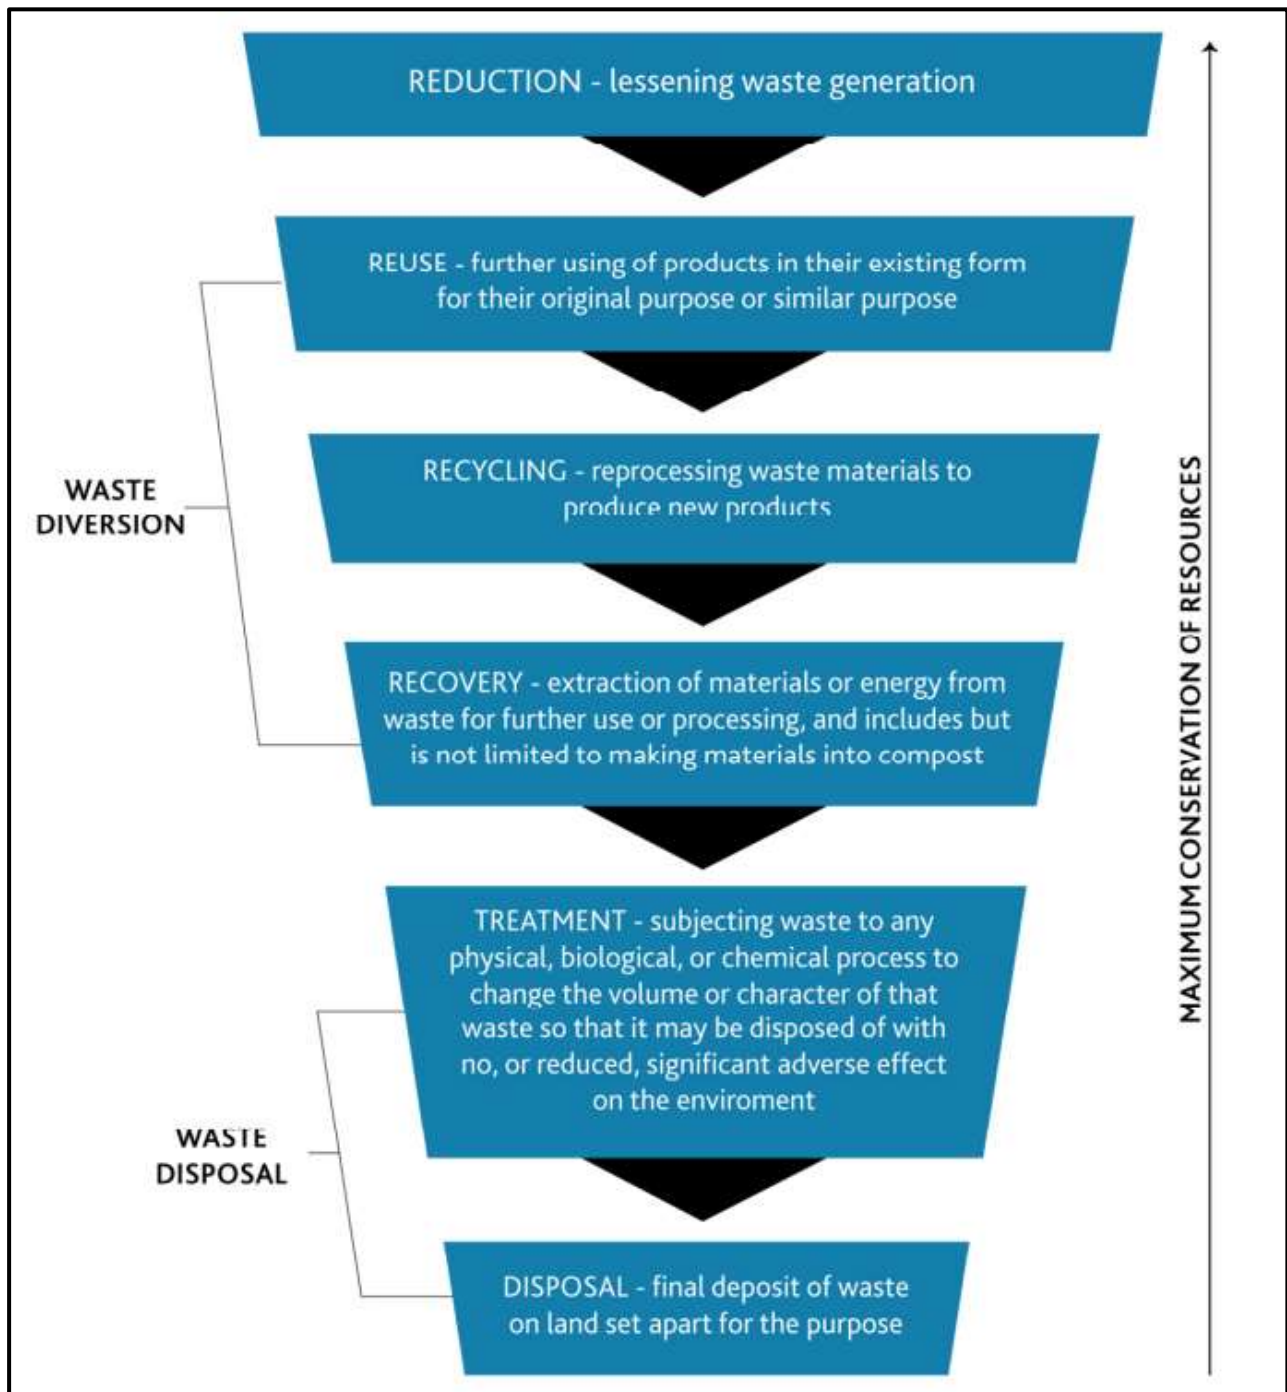 REDUCTION - lessening waste generation
REUSE - further using of products in their existing form
for their original purpose or similar purpose
RECYCLING - reprocessing waste materials to
produce new products
WASTE
DIVERSION
RECOVERY - extraction of materials or energy from
waste for further use or processing, and includes but
is not limited to making materials into compost
TREATMENT - subjecting waste to any
physical, biological, or chemical process to
change the volume or character of that
waste so that it may be disposed of with
no, or reduced, significant adverse effect
on the enviroment
WASTE
DISPOSAL
DISPOSAL - final deposit of waste
on land set apart for the purpose
MAXIMUM CONSERVATION OF RESOURCES